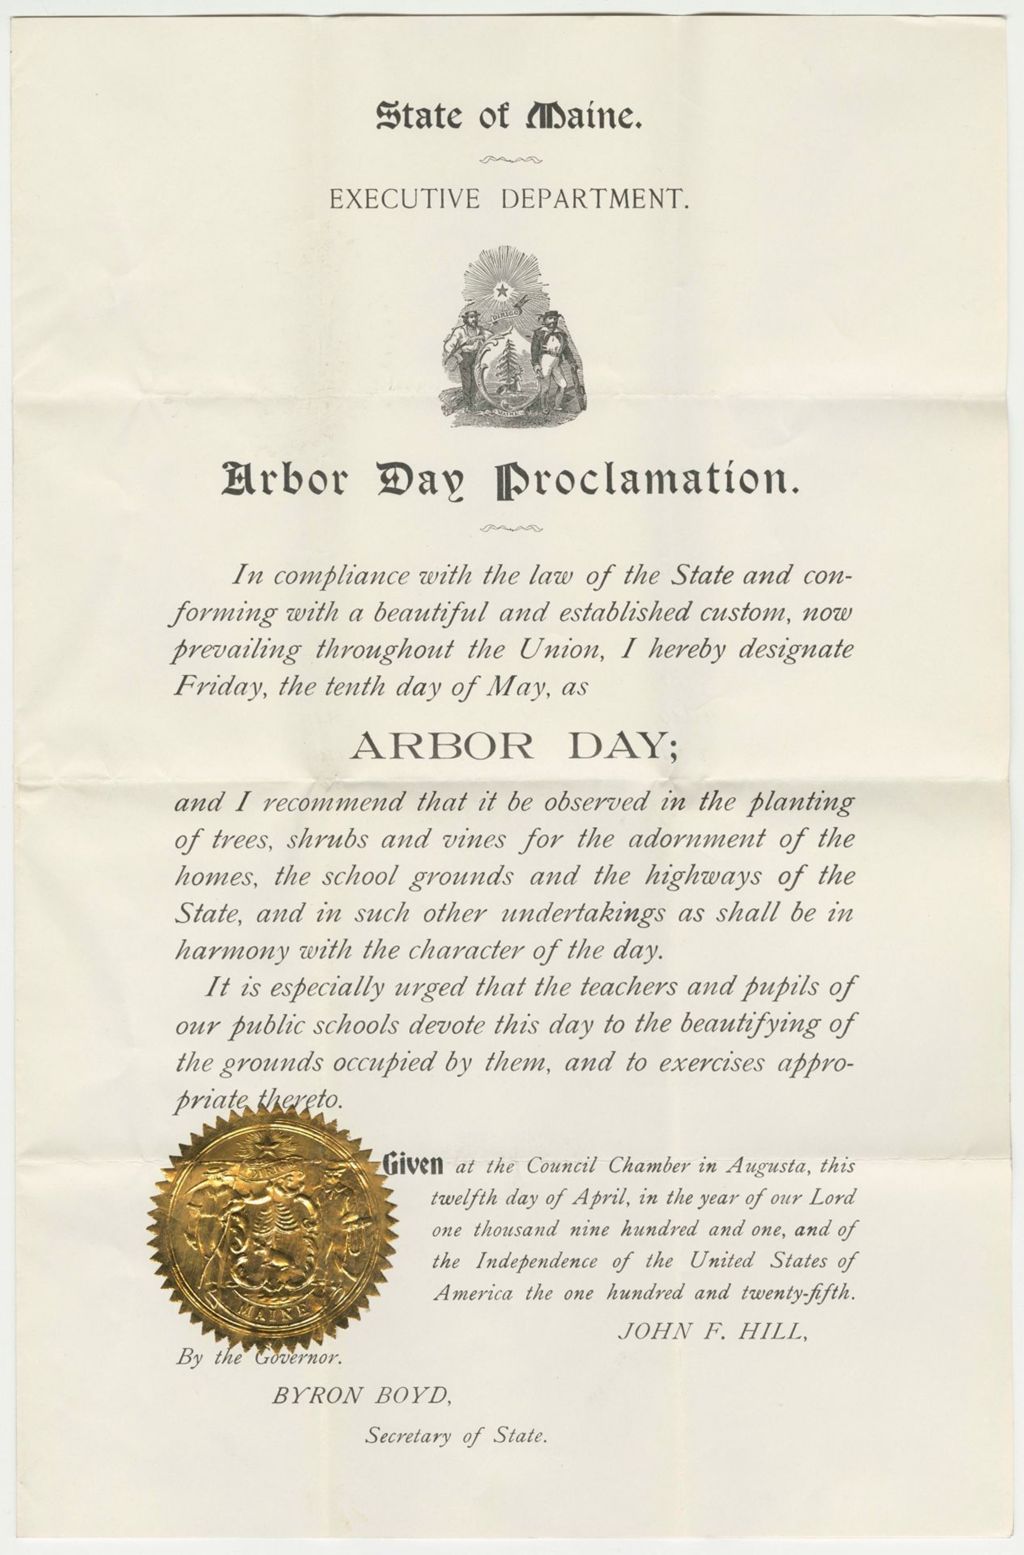 State of Maine.
EXECUTIVE DEPARTMENT.
DIRIGO
MAINE
Arbor Day Proclamation.
In compliance with the law of the State and con-
forming with a beautiful and established custom, now
prevailing throughout the Union, I hereby designate
Friday, the tenth day of May, as
ARBOR DAY;
and I recommend that it be observed in the planting
of trees, shrubs and vines for the adornment of the
homes, the school grounds and the highways of the
State, and in such other undertakings as shall be in
harmony with the character of the day.
It is especially urged that the teachers and pupils of
our public schools devote this day to the beautifying of
the grounds occupied by them, and to exercises appro-
priate thereto.
Given at the Council Chamber in Augusta, this
twelfth day of April, in the year of our Lord
one thousand nine hundred and one, and of
the Independence of the United States of
America the one hundred and twenty-fifth.
DIRIGO
MAINE
JOHN F. HILL,
By the Governor.
BYRON BOYD,
Secretary of State.